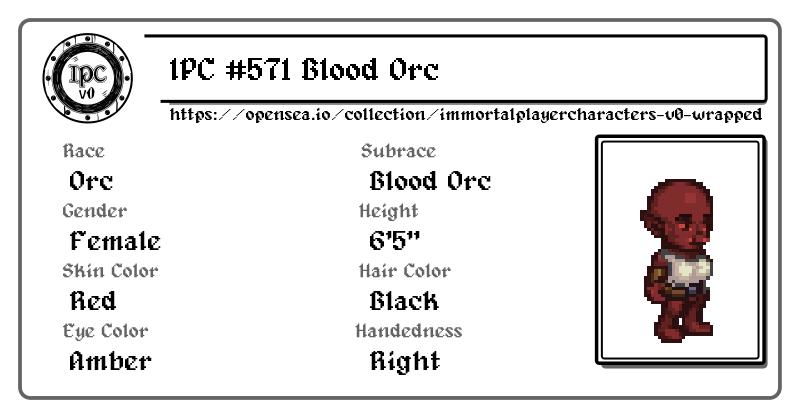 IPC
v0
IPC #571 Blood Orc
https://opensea.io/collection/immortalplayercharacters-v0-wrapped
Race
Orc
Subrace
Blood Orc
Gender
Female
Height
6'5"
Skin Color
Red
Hair Color
Black
Eye Color
Amber
Handedness
Right